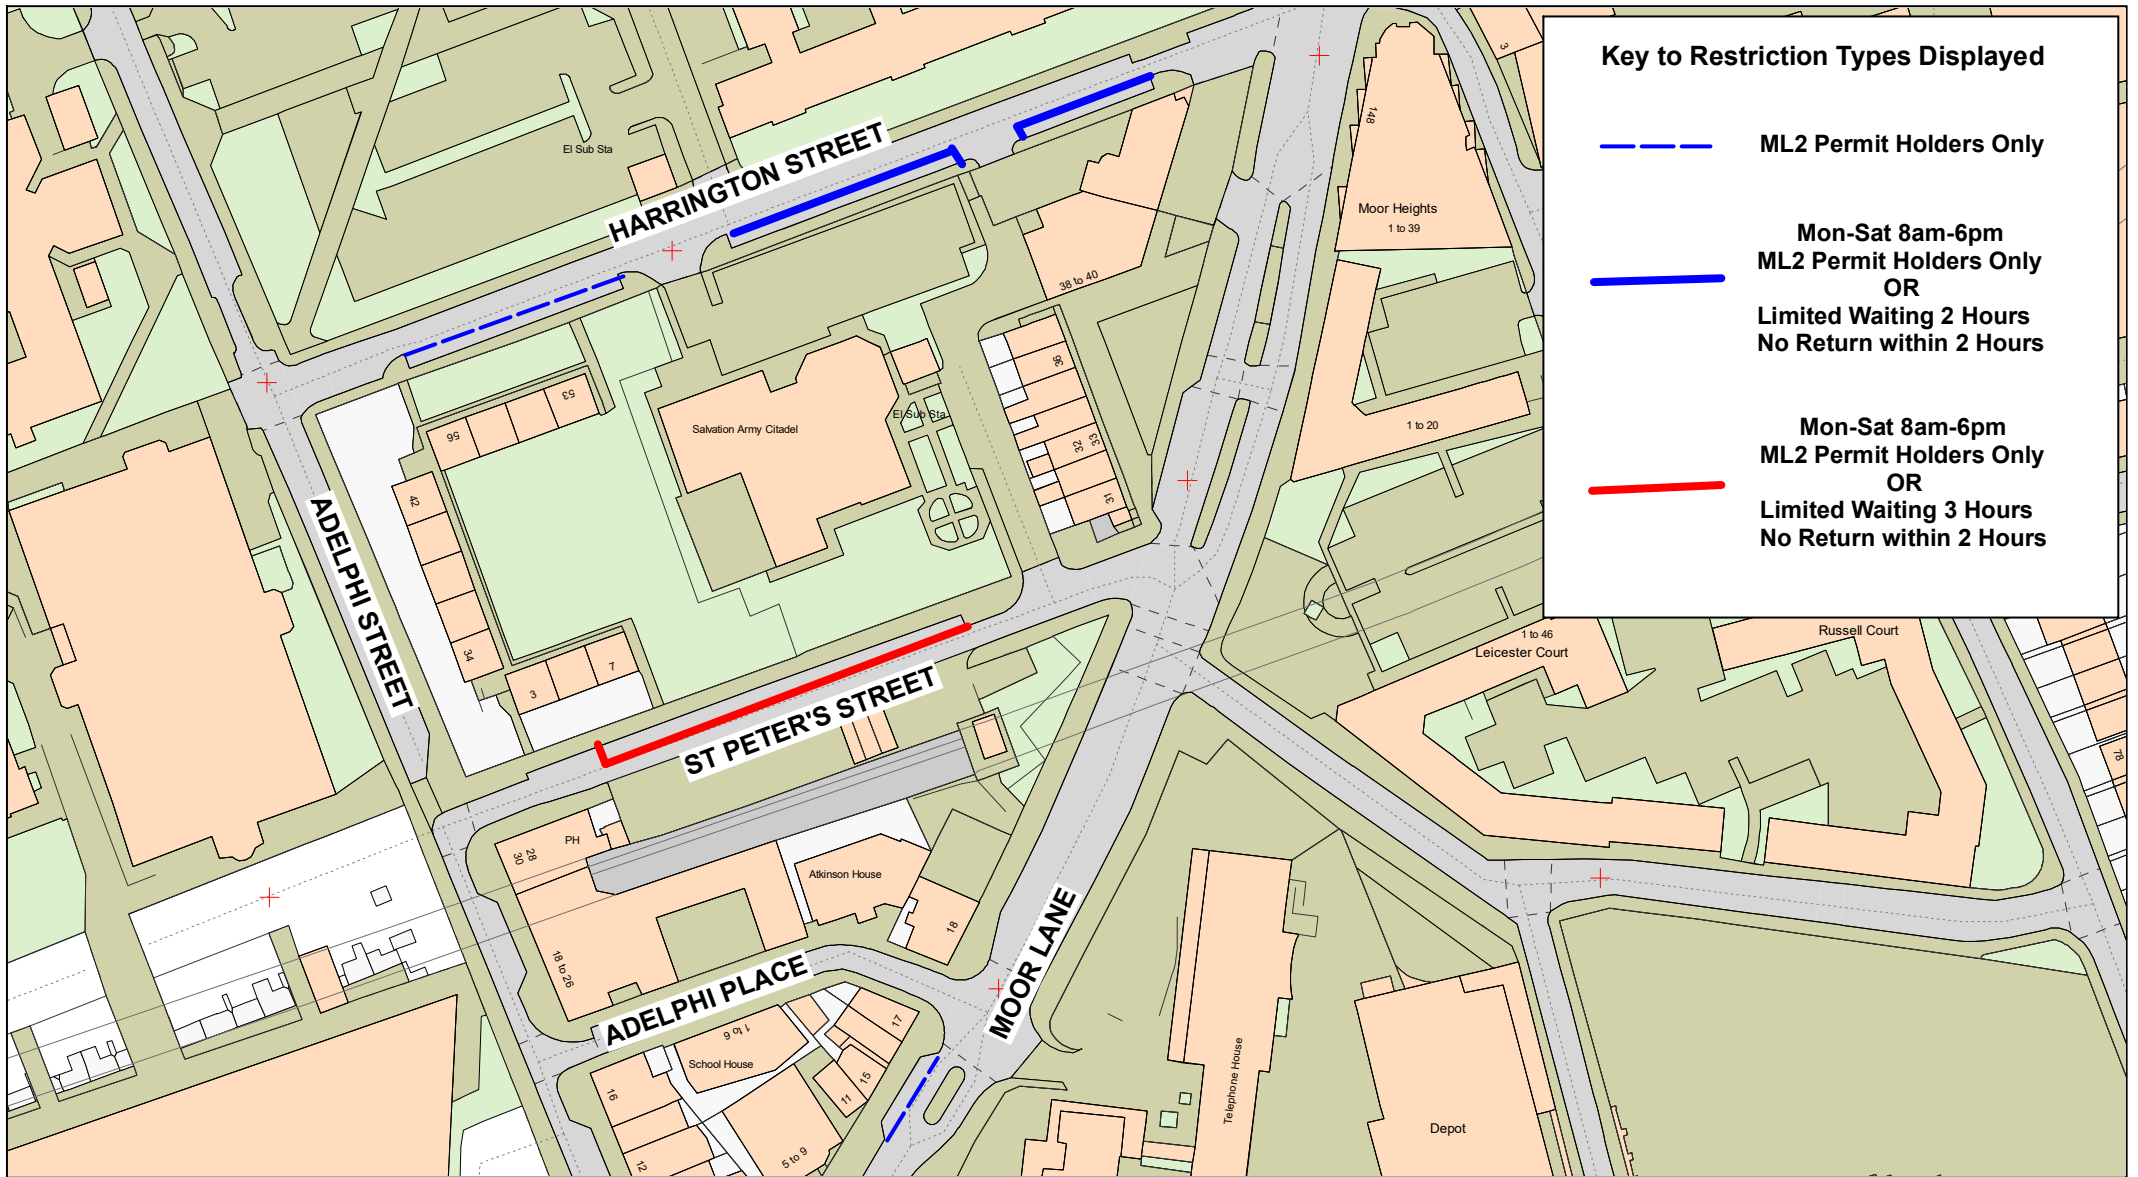 Key to Restriction Types Displayed
ML2 Permit Holders Only
Mon-Sat 8am-6pm
ML2 Permit Holders Only
OR
Limited Waiting 2 Hours
No Return within 2 Hours
Mon-Sat 8am-6pm
ML2 Permit Holders Only
OR
Limited Waiting 3 Hours
No Return within 2 Hours
3
148
El Sub Sta
HARRINGTON STREET
Moor Heights
1 to 39
38 to 40
36
53
56
El Sub Sta
Salvation Army Citadel
1 to 20
33
32
31
42
ADELPHI STREET
34
3
7
1 to 46
Leicester Court
Russell Court
ST PETER'S STREET
78
PH
28
30
Atkinson House
18
18 to 26
MOOR LANE
ADELPHI PLACE
17
1 to 6
School House
15
11
16
12
5 to 9
Telephone House
Depot